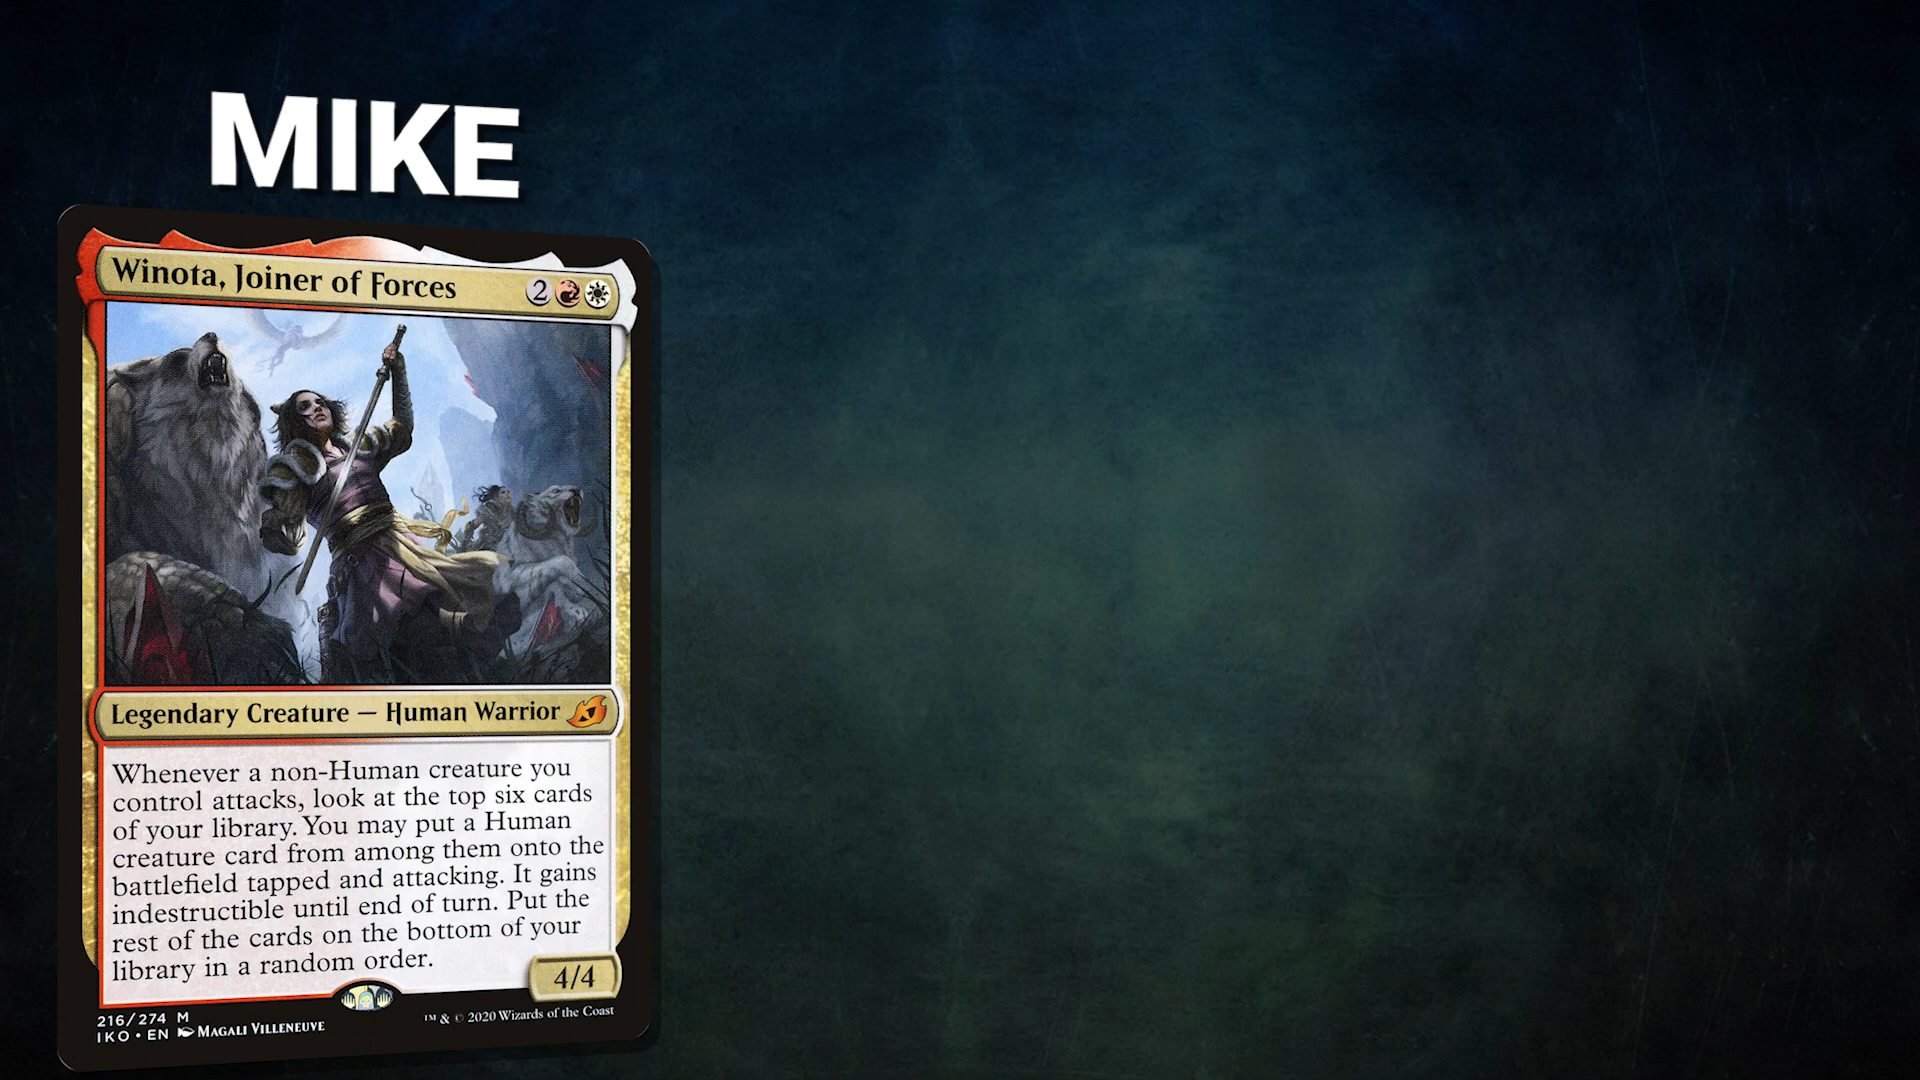 MIKE
Winota, Joiner of Forces 2
Legendary Creature — Human Warrior
Whenever a non-Human creature you
control attacks, look at the top six cards
of your library. You may put a Human
creature card from among them onto the
battlefield tapped and attacking. It gains
indestructible until end of turn. Put the
rest of the cards on the bottom of your
library in a random order.
4/4
216/274 M
IKO • EN MAGALI VILLENEUVE
™ & © 2020 Wizards of the Coast